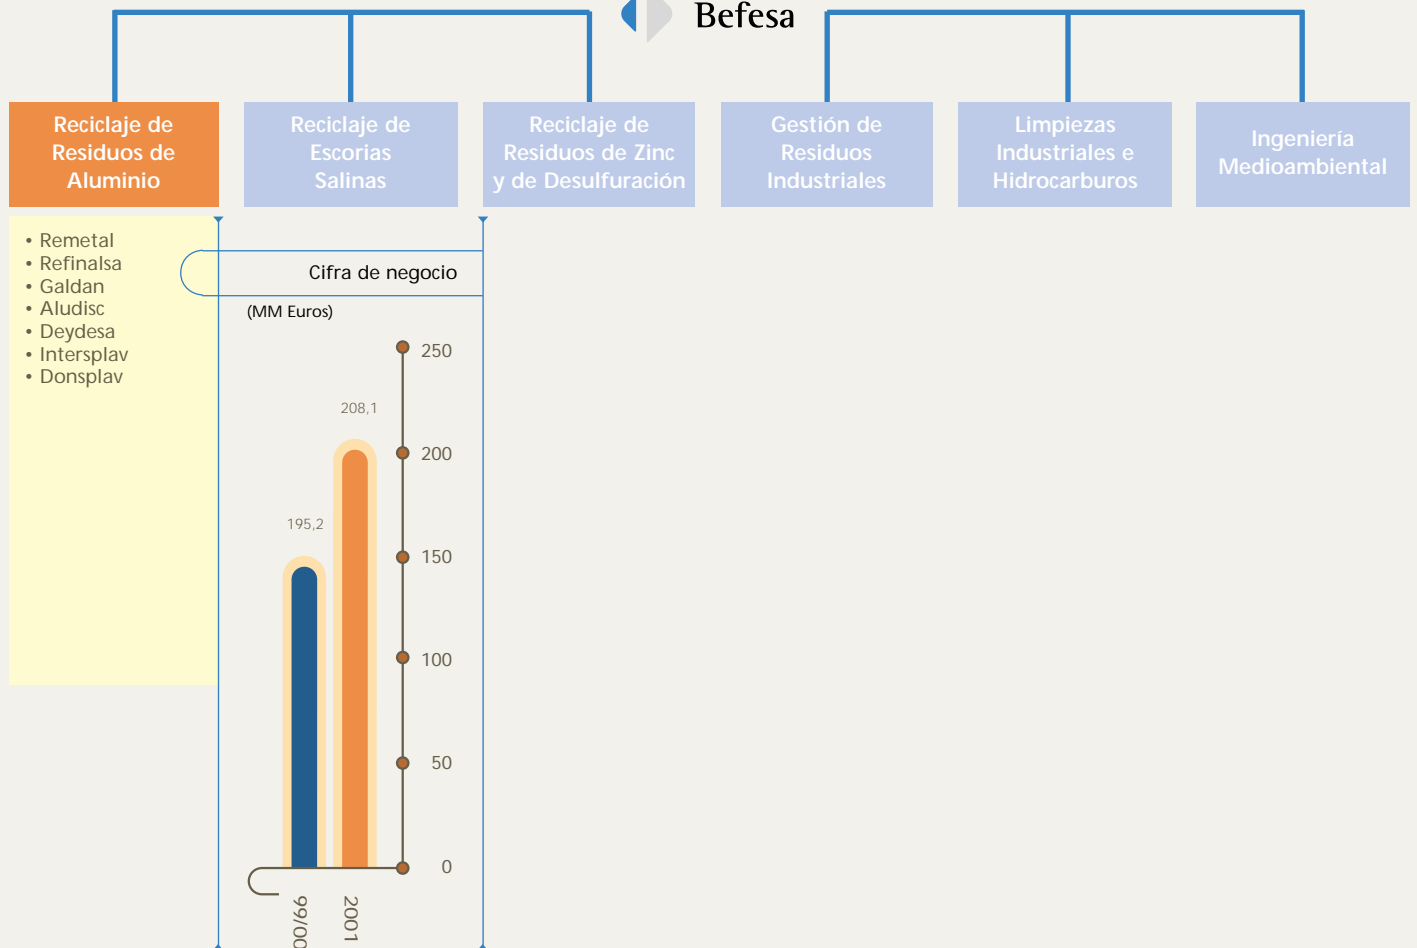 Befesa
Reciclaje de
Residuos de
Aluminio
Reciclaje de
Escorias
Salinas
Reciclaje de
Residuos de Zinc
y de Desulfuración
Gestión de
Residuos
Industriales
Limpiezas
Industriales e
Hidrocarburos
Ingeniería
Medioambiental
• Remetal
• Refinalsa
• Galdan
• Aludisc
• Deydesa
• Intersplav
• Donsplav
Cifra de negocio
(MM Euros)
250
208,1
200
195,2
150
100
50
0
99/00
2001